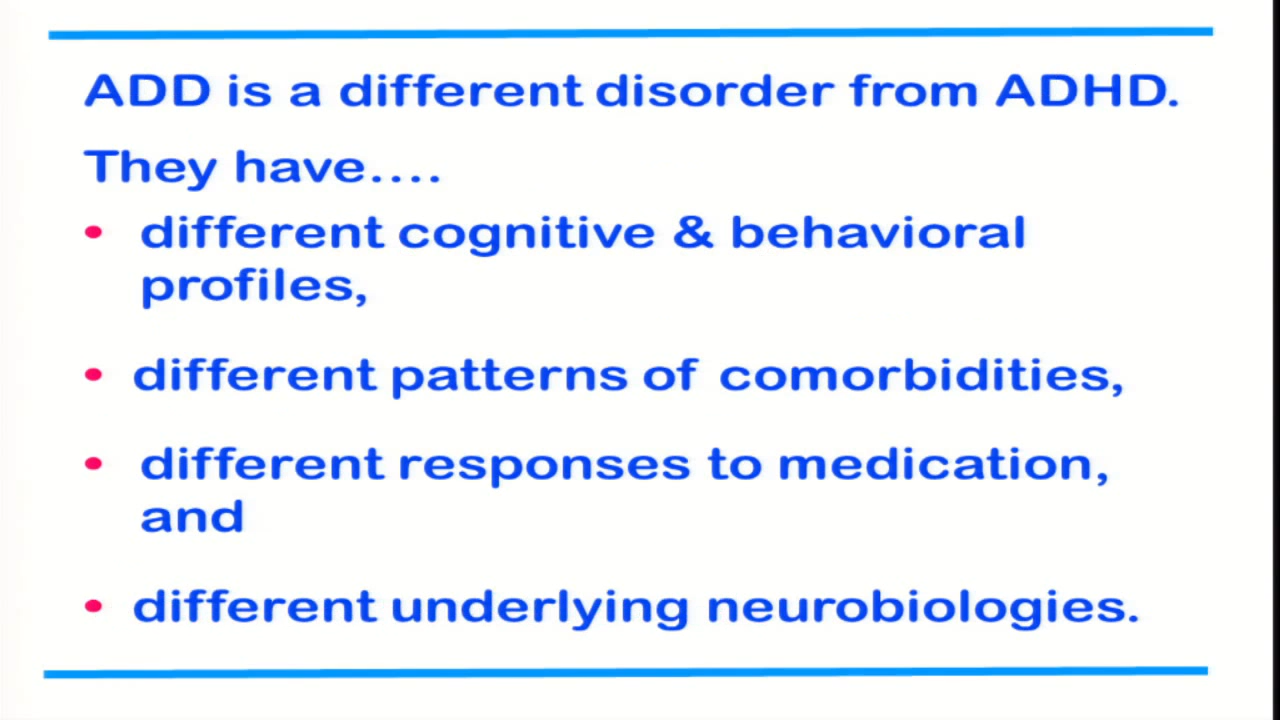 ADD is a different disorder from ADHD.
They have....
• different cognitive & behavioral
profiles,
• different patterns of comorbidities,
• different responses to medication,
and
• different underlying neurobiologies.